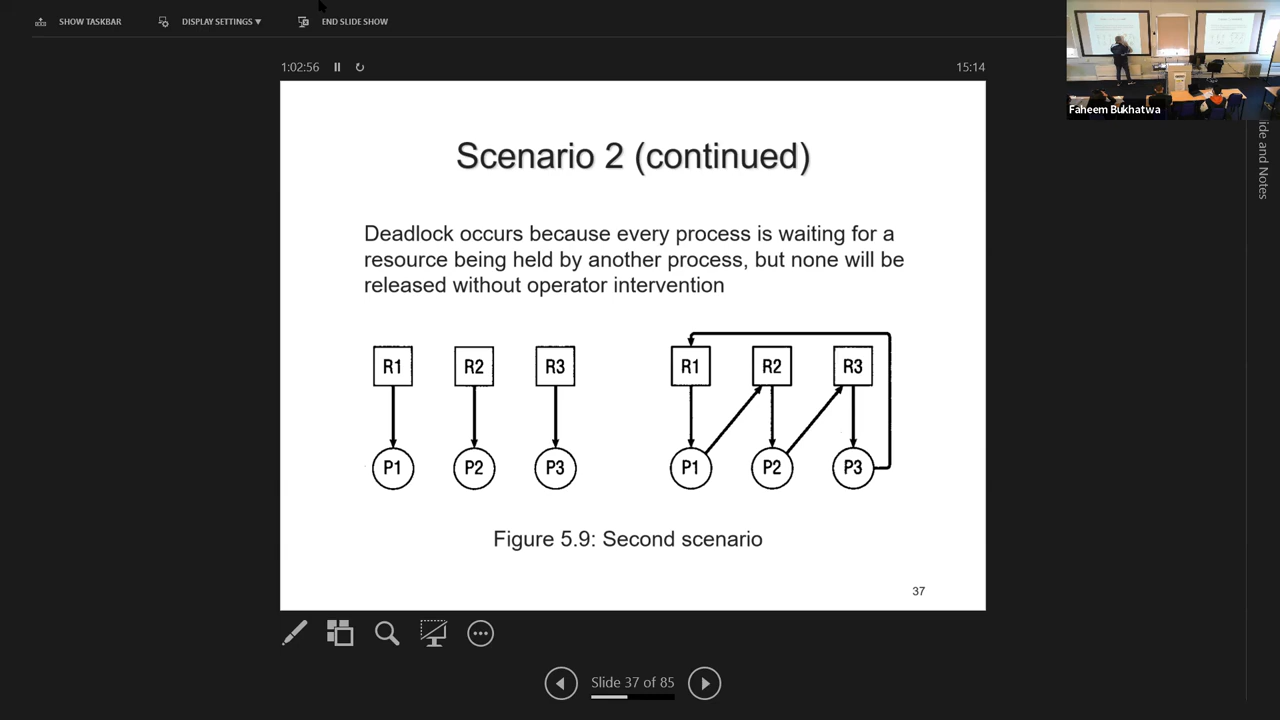 SHOW TASKBAR
DISPLAY SETTINGS ▼
END SLIDE SHOW
1:02:56
15:14
Faheem Bukhatwa
ide and Notes
Scenario 2 (continued)
Deadlock occurs because every process is waiting for a
resource being held by another process, but none will be
released without operator intervention
R1 R2 R3 R1 R2 R3
P1 P2 P3 P1 P2 P3
Figure 5.9: Second scenario
37
Slide 37 of 85